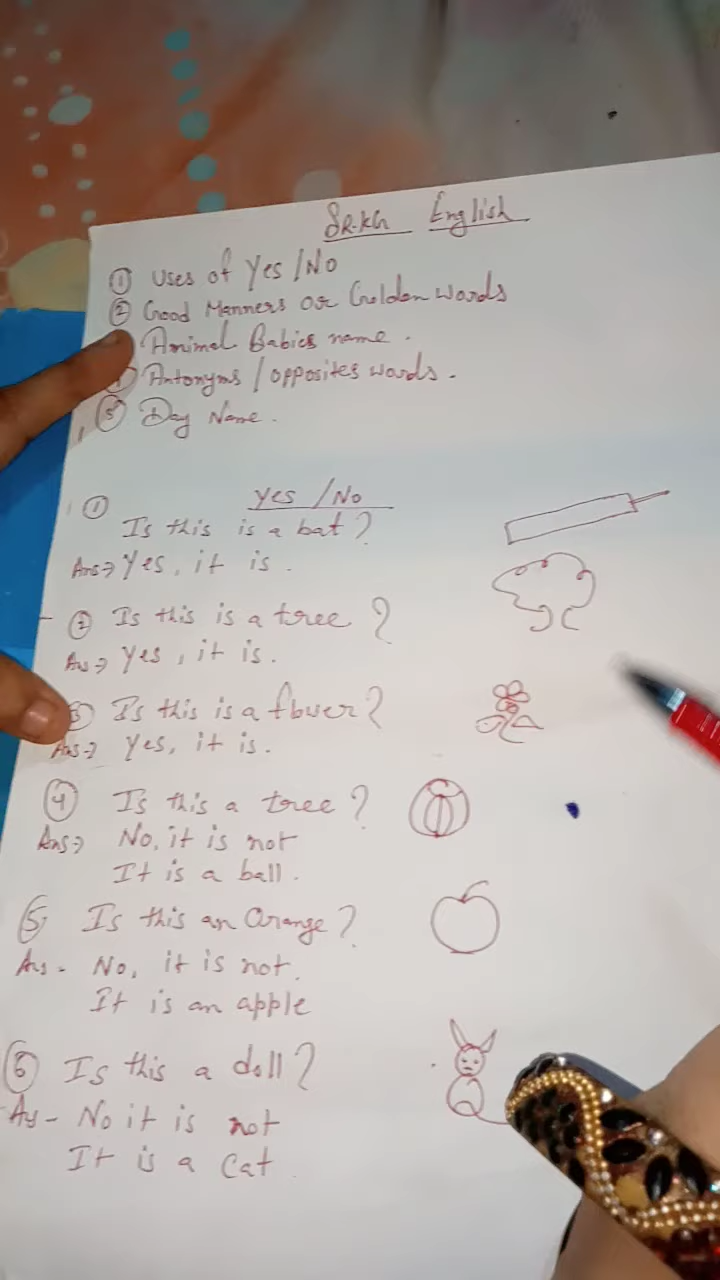 SR.KG English
① Uses of Yes/No
② Good Manners or Golden words
Animal Babies name.
Antonyms/opposites words.
⑤ Day Name.
① Yes/No
Is this is a bat?
Ans→ Yes, it is.
② Is this is a tree?
Ans→ Yes, it is.
③ Is this is a flower?
Ans→ Yes, it is.
④ Is this a tree?
Ans→ No, it is not
It is a ball.
⑤ Is this an Orange?
Ans - No, it is not.
It is an apple
⑥ Is this a doll?
Ans - No it is not
It is a Cat